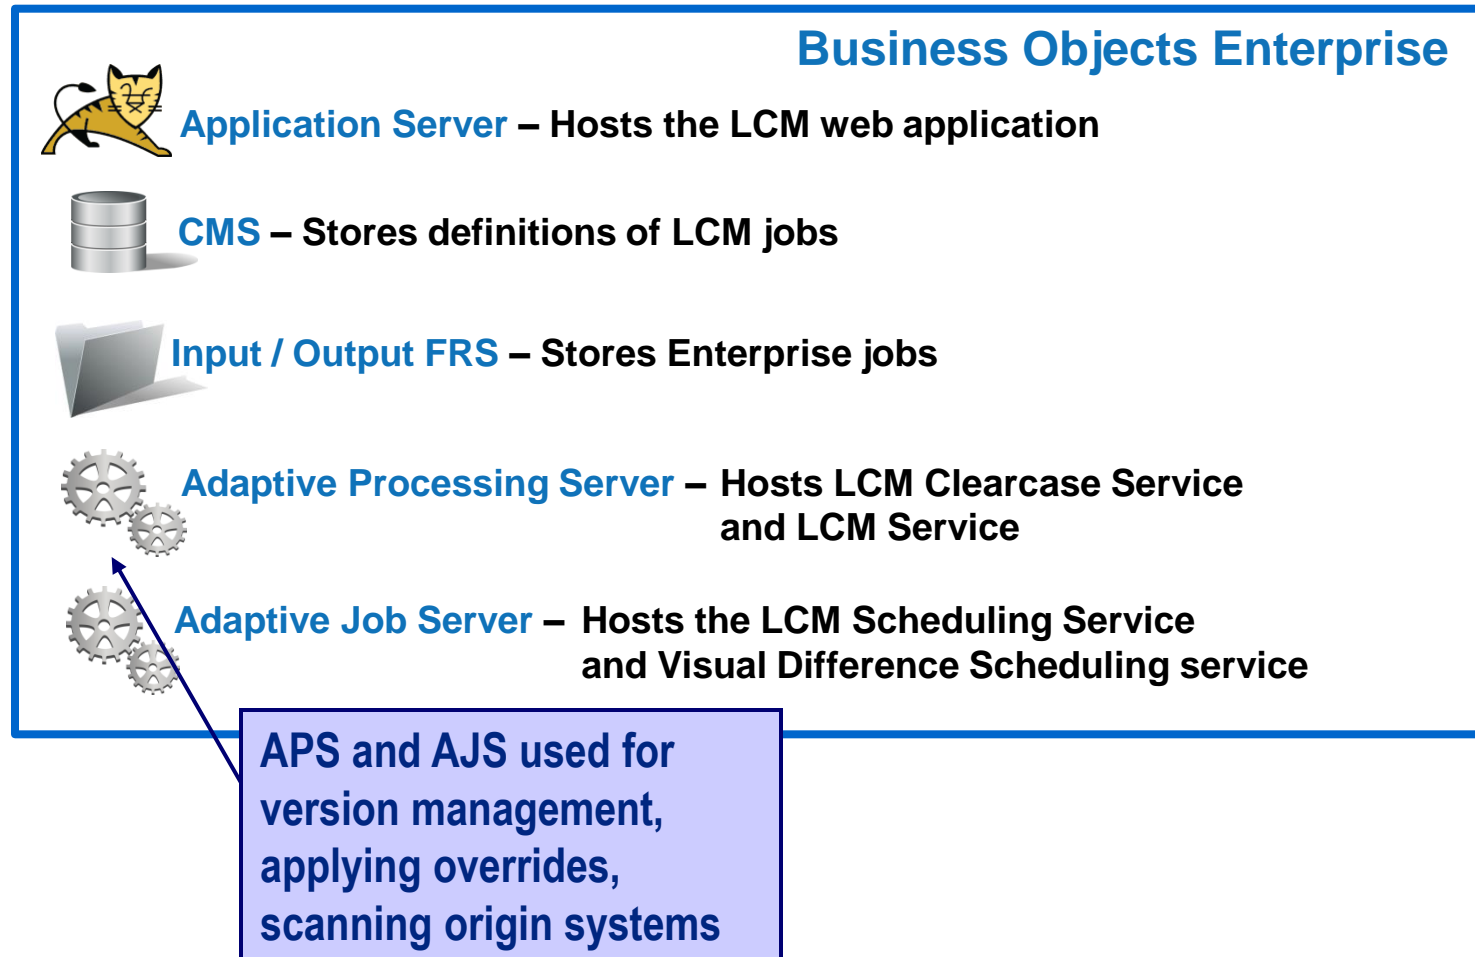 Business Objects Enterprise
Application Server – Hosts the LCM web application
CMS – Stores definitions of LCM jobs
Input / Output FRS – Stores Enterprise jobs
Adaptive Processing Server – Hosts LCM Clearcase Service
and LCM Service
Adaptive Job Server – Hosts the LCM Scheduling Service
and Visual Difference Scheduling service
APS and AJS used for
version management,
applying overrides,
scanning origin systems